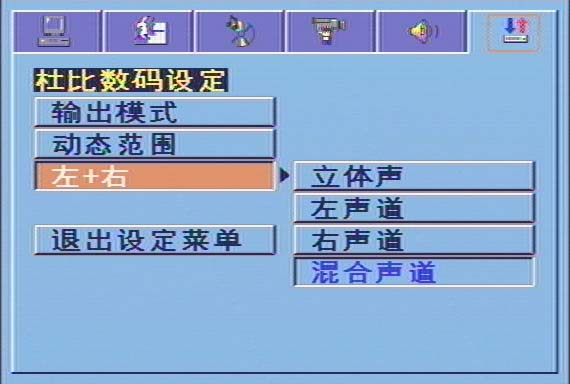 杜比数码设定
输出模式
动态范围
左+右
退出设定菜单
立体声
左声道
右声道
混合声道